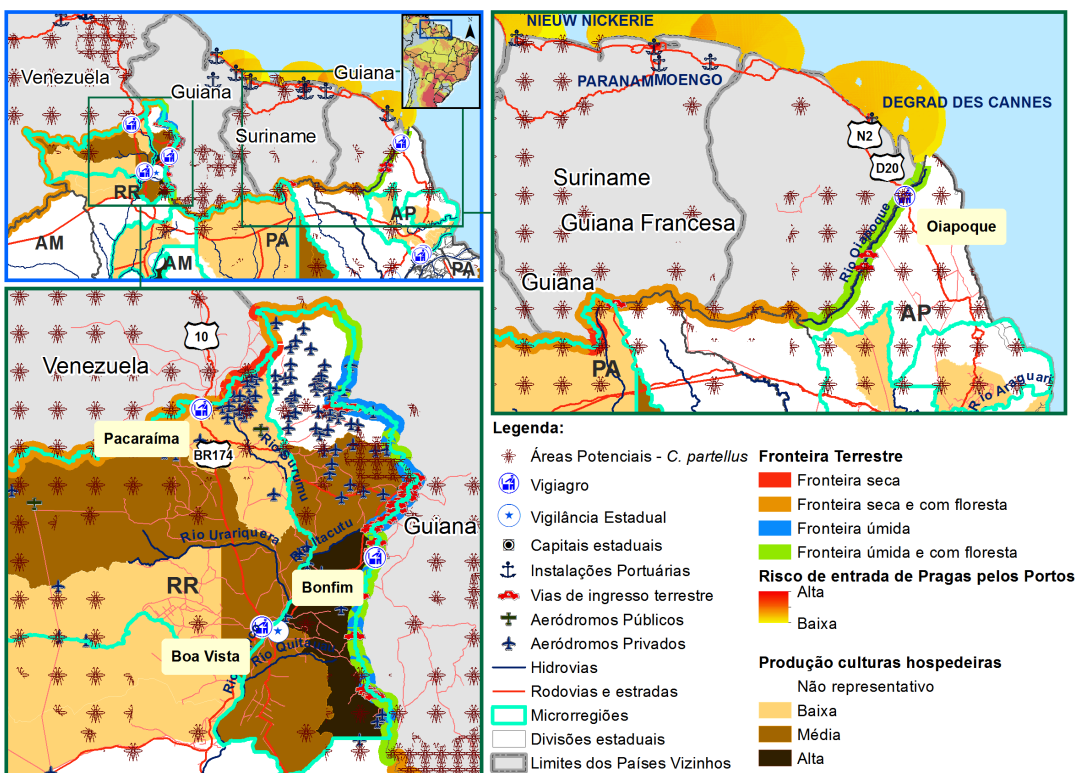 Venezuela
Guiana
Guiana
Suriname
RR
AM
AM
PA
AP
PA
NIEUW NICKERIE
PARANAMMOENGO
DEGRAD DES CANNES
N2
D20
Suriname
Guiana Francesa
Guiana
Rio Oiapoque
Oiapoque
AP
PA
Rio Araguari
10
Venezuela
Pacaraíma
BR174
Rio Surumu
Guiana
Rio Urariquera
Rio Itacutu
RR
Bonfim
Boa Vista
Rio Quita
Rio
Legenda:
Áreas Potenciais - C. partellus
Vigiagro
Vigilância Estadual
Capitais estaduais
Instalações Portuárias
Vias de ingresso terrestre
Aeródromos Públicos
Aeródromos Privados
Hidrovias
Rodovias e estradas
Microrregiões
Divisões estaduais
Limites dos Países Vizinhos
Fronteira Terrestre
Fronteira seca
Fronteira seca e com floresta
Fronteira úmida
Fronteira úmida e com floresta
Risco de entrada de Pragas pelos Portos
Alta
Baixa
Produção culturas hospedeiras
Não representativo
Baixa
Média
Alta